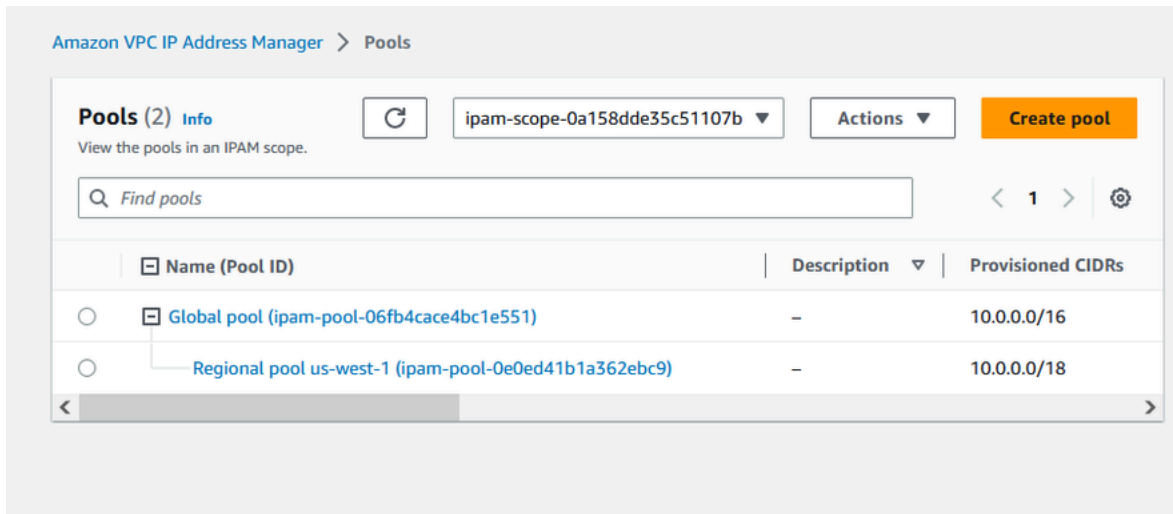 Amazon VPC IP Address Manager > Pools
Pools (2) Info
ipam-scope-0a158dde35c51107b
Actions
Create pool
View the pools in an IPAM scope.
Find pools
1
Name (Pool ID)
Description
Provisioned CIDRs
Global pool (ipam-pool-06fb4cace4bc1e551)
–
10.0.0.0/16
Regional pool us-west-1 (ipam-pool-0e0ed41b1a362ebc9)
–
10.0.0.0/18